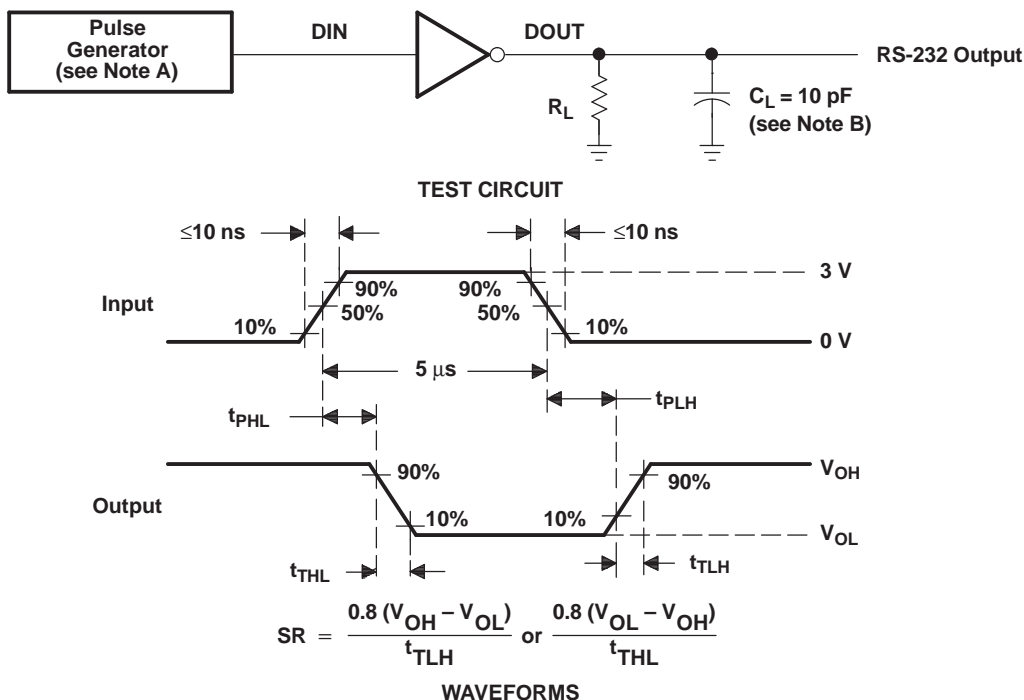 Pulse
Generator
(see Note A)
DIN
DOUT
RS-232 Output
RL
CL = 10 pF
(see Note B)
TEST CIRCUIT
≤10 ns
≤10 ns
3 V
Input
90%
90%
50%
50%
10%
10%
0 V
5 μs
tPHL
tPLH
VOH
90%
90%
Output
10%
10%
VOL
tTHL
tTLH
SR = 0.8 (VOH – VOL) / tTLH or 0.8 (VOL – VOH) / tTHL
WAVEFORMS